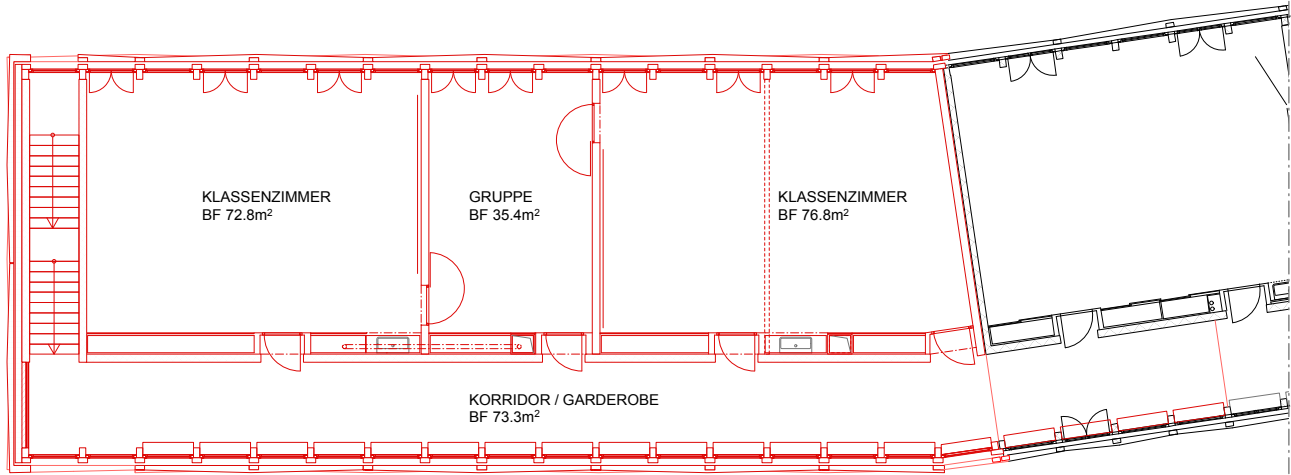 KLASSENZIMMER
BF 72.8m²
GRUPPE
BF 35.4m²
KLASSENZIMMER
BF 76.8m²
KORRIDOR / GARDEROBE
BF 73.3m²